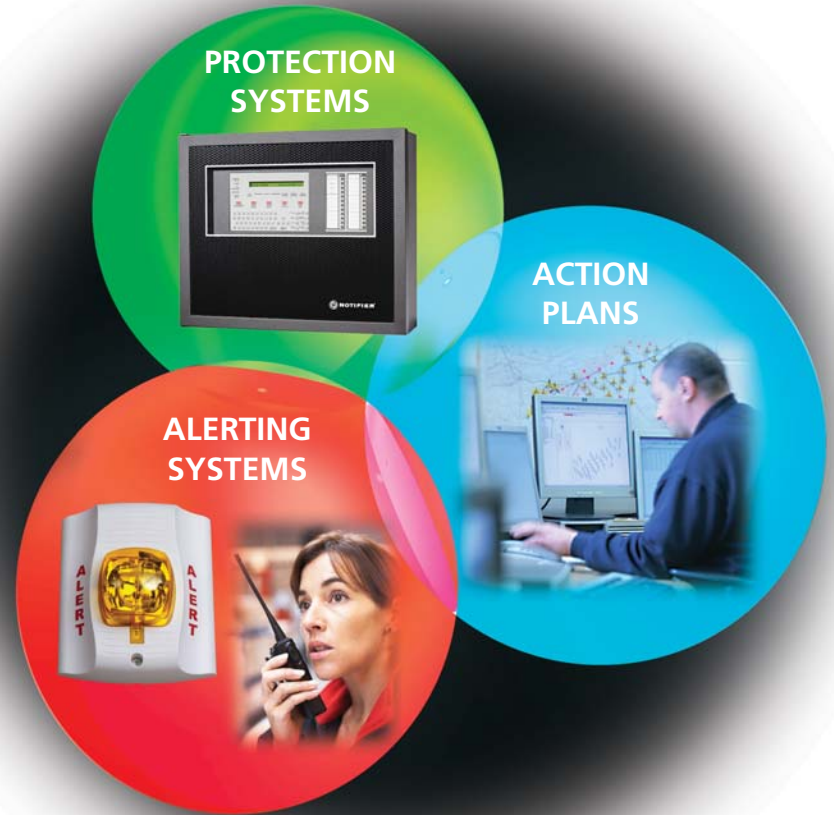 PROTECTION
SYSTEMS
NOTIFIER
ACTION
PLANS
ALERTING
SYSTEMS
ALERT
ALERT